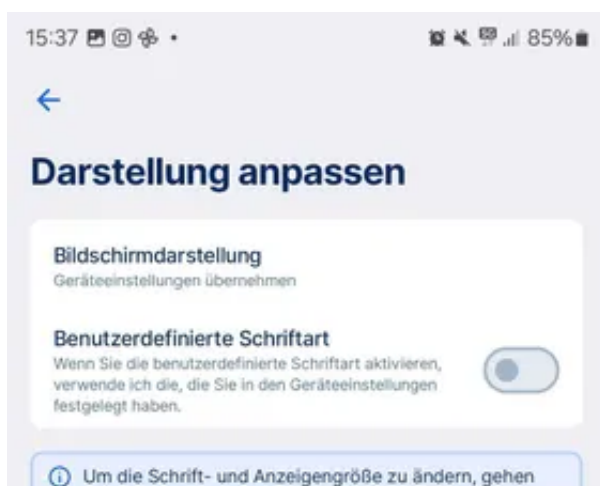 15:37
85%
Darstellung anpassen
Bildschirmdarstellung
Geräteeinstellungen übernehmen
Benutzerdefinierte Schriftart
Wenn Sie die benutzerdefinierte Schriftart aktivieren,
verwende ich die, die Sie in den Geräteeinstellungen
festgelegt haben.
Um die Schrift- und Anzeigengröße zu ändern, gehen